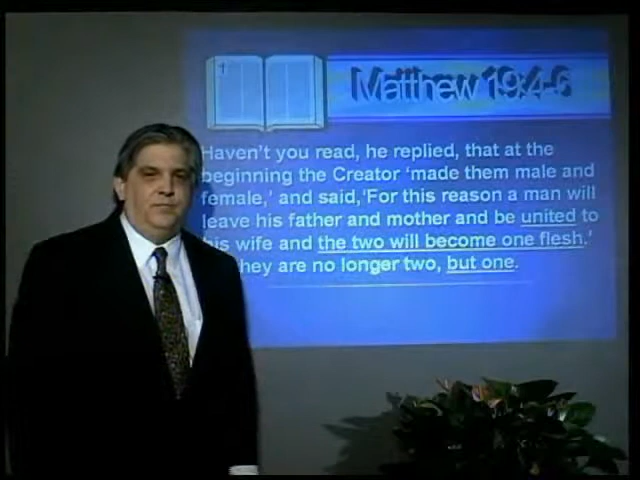 Matthew 19:4-6
Haven't you read, he replied, that at the
beginning the Creator 'made them male and
female,' and said,'For this reason a man will
leave his father and mother and be united to
his wife and the two will become one flesh.'
hey are no longer two, but one.